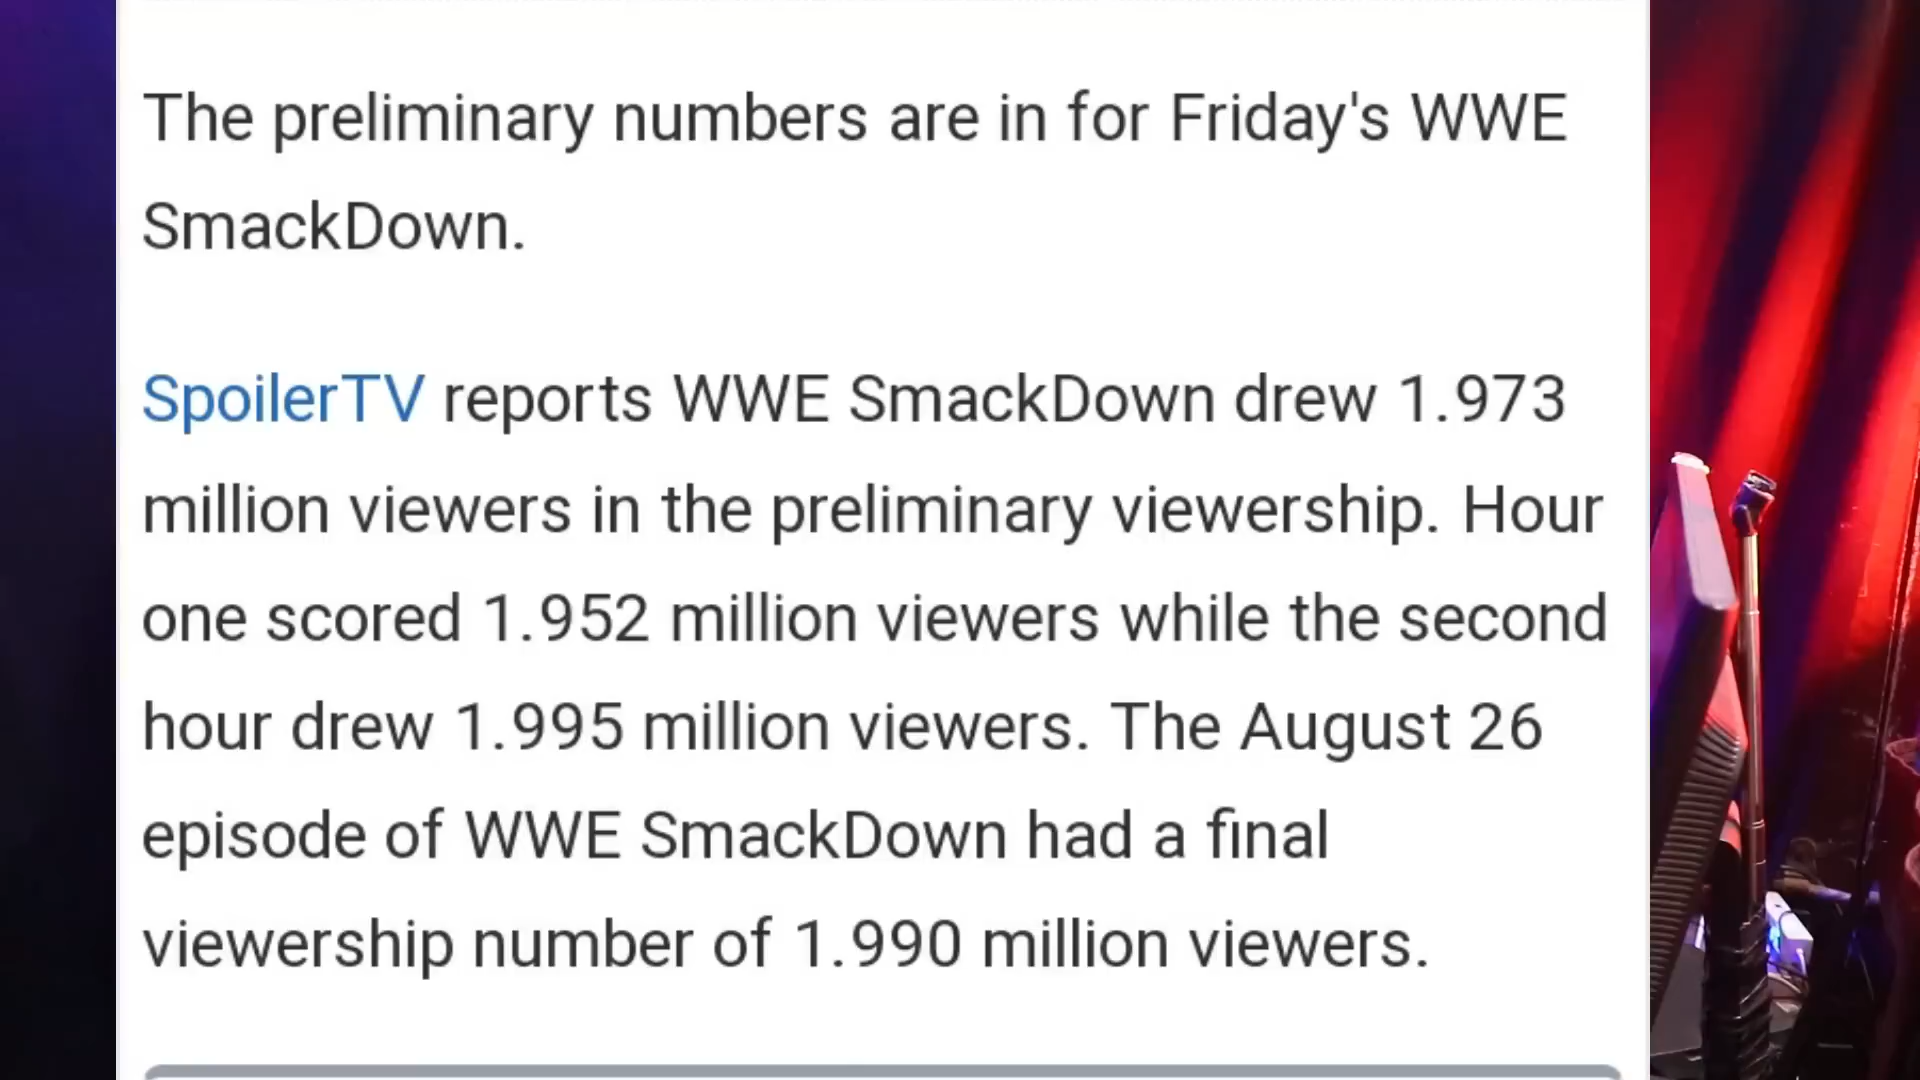 The preliminary numbers are in for Friday's WWE
SmackDown.
SpoilerTV reports WWE SmackDown drew 1.973
million viewers in the preliminary viewership. Hour
one scored 1.952 million viewers while the second
hour drew 1.995 million viewers. The August 26
episode of WWE SmackDown had a final
viewership number of 1.990 million viewers.